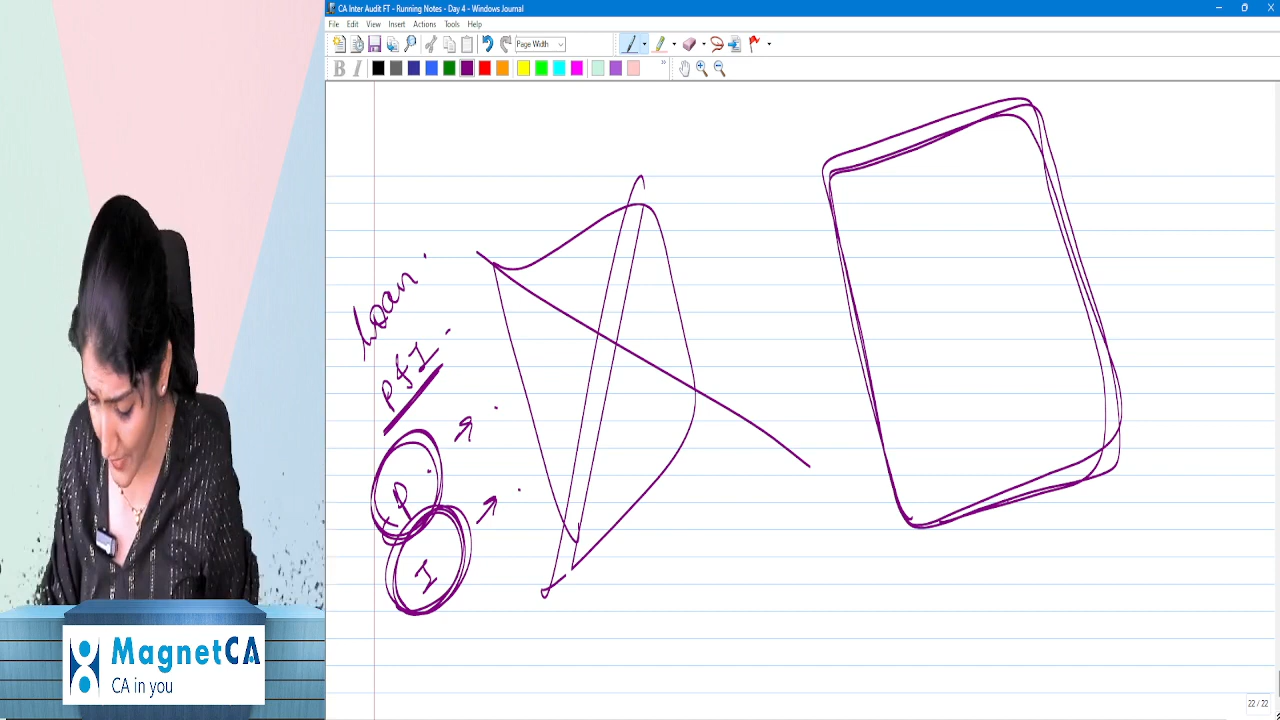 CA Inter Audit FT - Running Notes - Day 4 - Windows Journal
File Edit View Insert Actions Tools Help
Page Width
B I
Loan.
P & I.
P
I
MagnetCA
CA in you
22 / 22